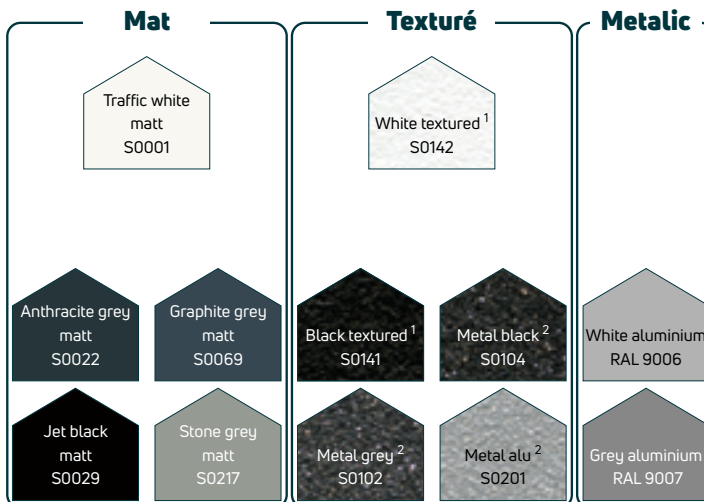 Mat
Traffic white
matt
S0001
Anthracite grey
matt
S0022
Graphite grey
matt
S0069
Jet black
matt
S0029
Stone grey
matt
S0217
Texturé
White textured ¹
S0142
Black textured ¹
S0141
Metal black ²
S0104
Metal grey ²
S0102
Metal alu ²
S0201
Metalic
White aluminium
RAL 9006
Grey aluminium
RAL 9007